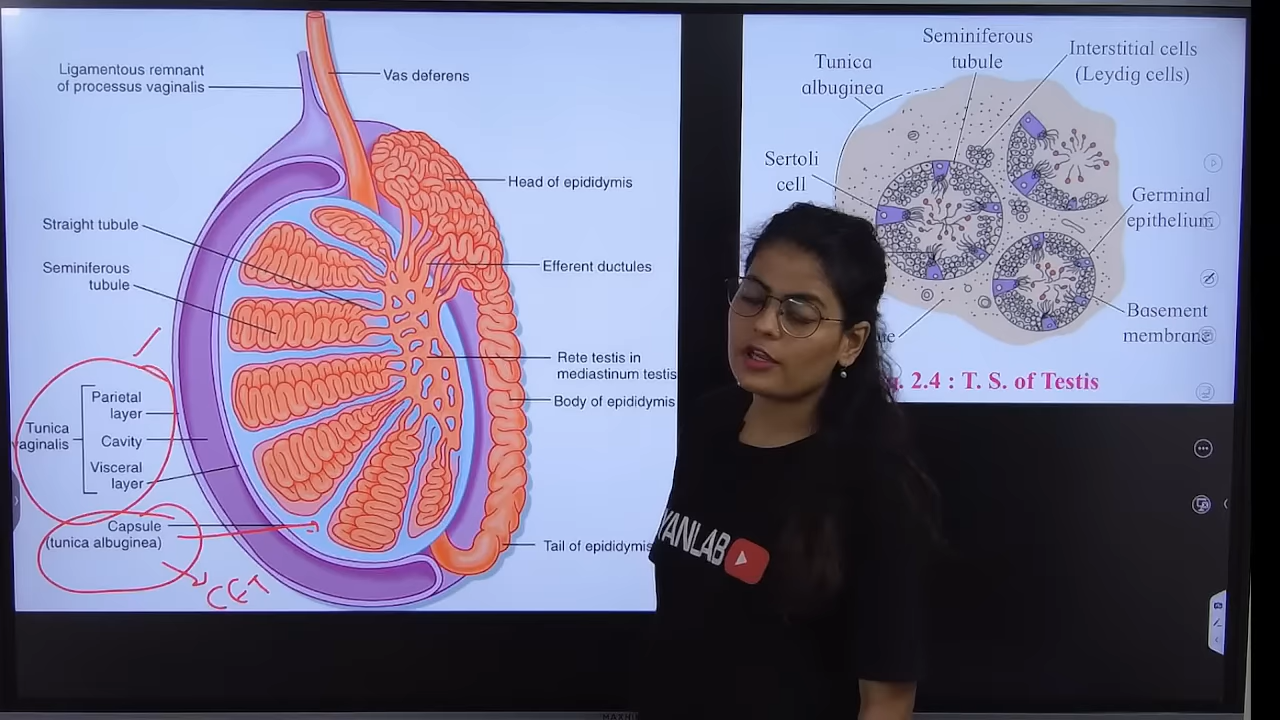 Ligamentous remnant
of processus vaginalis
Vas deferens
Head of epididymis
Straight tubule
Seminiferous
tubule
Efferent ductules
Rete testis in
mediastinum testis
Body of epididymis
Parietal
layer
Tunica
vaginalis
Cavity
Visceral
layer
Capsule
(tunica albuginea)
Tail of epididymis
CET
Seminiferous
tubule
Interstitial cells
(Leydig cells)
Tunica
albuginea
Sertoli
cell
Germinal
epithelium
Basement
membrane
2.4 : T. S. of Testis
YANLAB